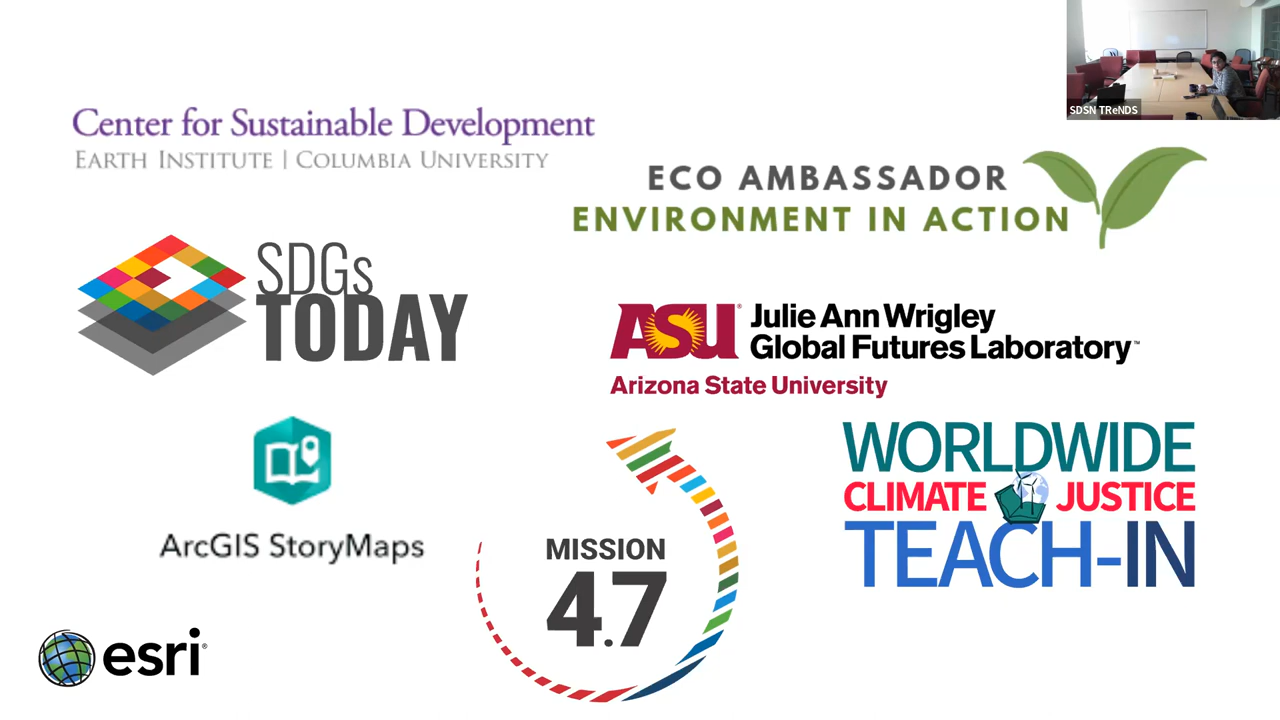 SDSN TReNDS
Center for Sustainable Development
EARTH INSTITUTE | COLUMBIA UNIVERSITY
ECO AMBASSADOR
ENVIRONMENT IN ACTION
SDGs
TODAY
ASU® Julie Ann Wrigley
Global Futures Laboratory™
Arizona State University
ArcGIS StoryMaps
MISSION
4.7
WORLDWIDE
CLIMATE JUSTICE
TEACH-IN
esri®